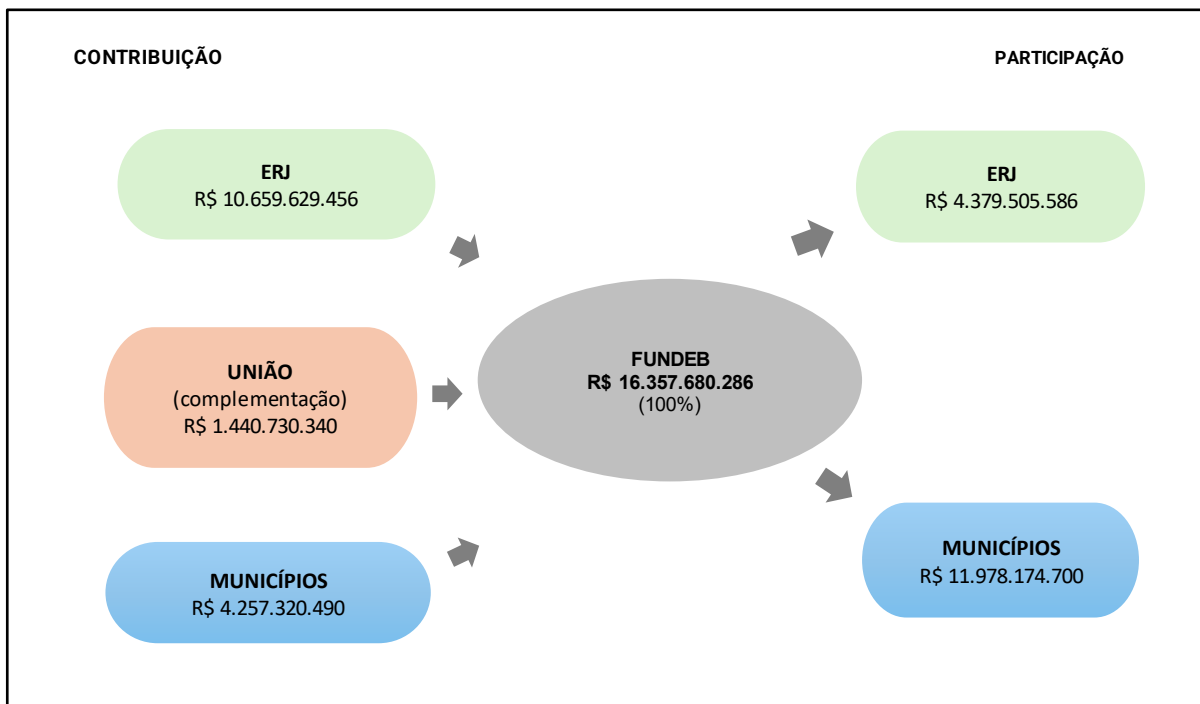 CONTRIBUIÇÃO
PARTICIPAÇÃO
ERJ
R$ 10.659.629.456
ERJ
R$ 4.379.505.586
UNIÃO
(complementação)
R$ 1.440.730.340
FUNDEB
R$ 16.357.680.286
(100%)
MUNICÍPIOS
R$ 4.257.320.490
MUNICÍPIOS
R$ 11.978.174.700